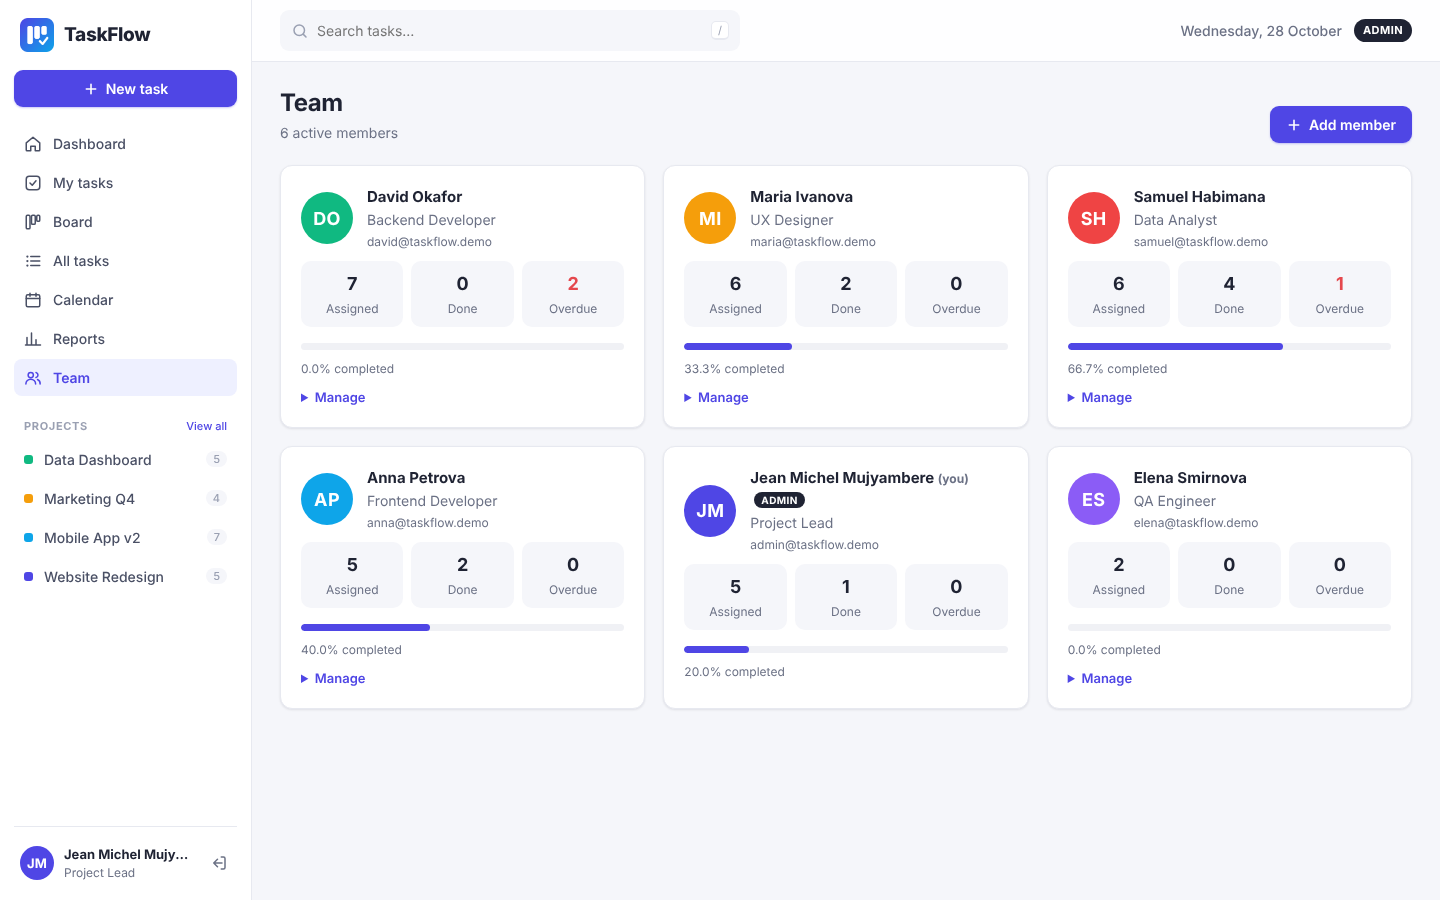 TaskFlow
New task
Dashboard
My tasks
Board
All tasks
Calendar
Reports
Team
PROJECTS
View all
Data Dashboard
5
Marketing Q4
4
Mobile App v2
7
Website Redesign
5
JM
Jean Michel Mujy...
Project Lead
Search tasks...
/
Wednesday, 28 October
ADMIN
Team
6 active members
Add member
DO
David Okafor
Backend Developer
david@taskflow.demo
7
0
2
Assigned
Done
Overdue
0.0% completed
Manage
MI
Maria Ivanova
UX Designer
maria@taskflow.demo
6
2
0
Assigned
Done
Overdue
33.3% completed
Manage
SH
Samuel Habimana
Data Analyst
samuel@taskflow.demo
6
4
1
Assigned
Done
Overdue
66.7% completed
Manage
AP
Anna Petrova
Frontend Developer
anna@taskflow.demo
5
2
0
Assigned
Done
Overdue
40.0% completed
Manage
JM
Jean Michel Mujyambere (you)
ADMIN
Project Lead
admin@taskflow.demo
5
1
0
Assigned
Done
Overdue
20.0% completed
ES
Elena Smirnova
QA Engineer
elena@taskflow.demo
2
0
0
Assigned
Done
Overdue
0.0% completed
Manage